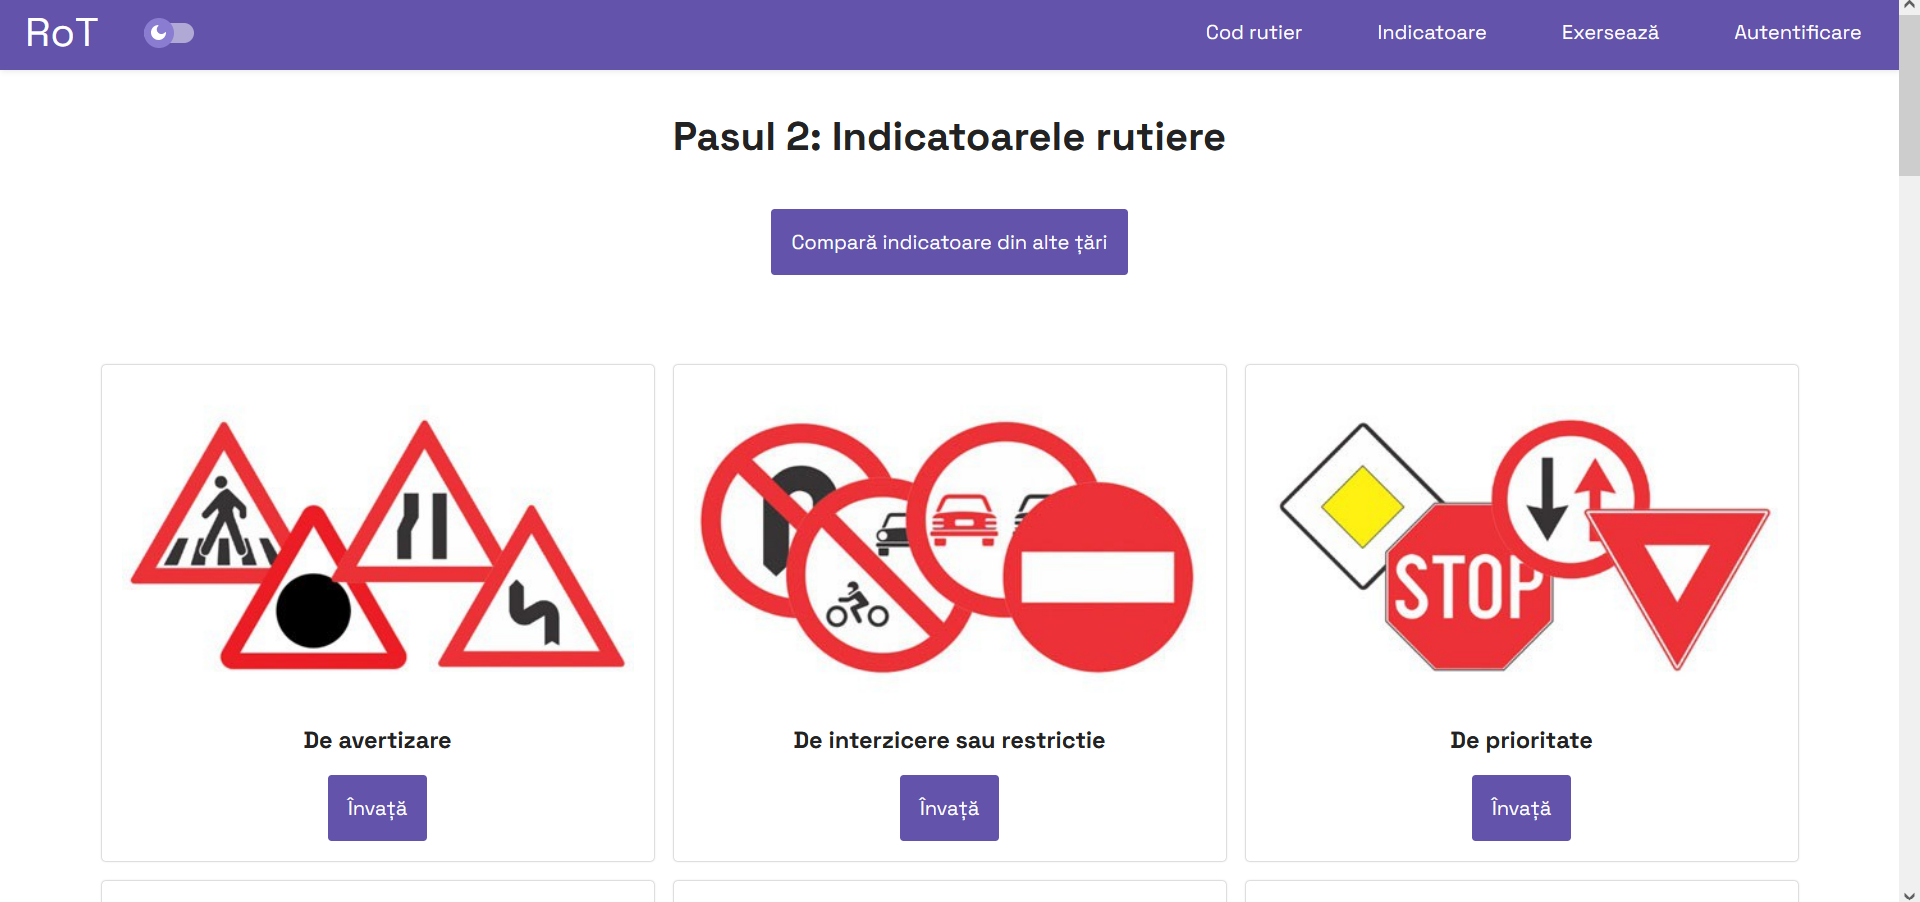 RoT
Cod rutier
Indicatoare
Exersează
Autentificare
Pasul 2: Indicatoarele rutiere
Compară indicatoare din alte țări
STOP
De avertizare
De interzicere sau restrictie
De prioritate
Învață
Învață
Învață